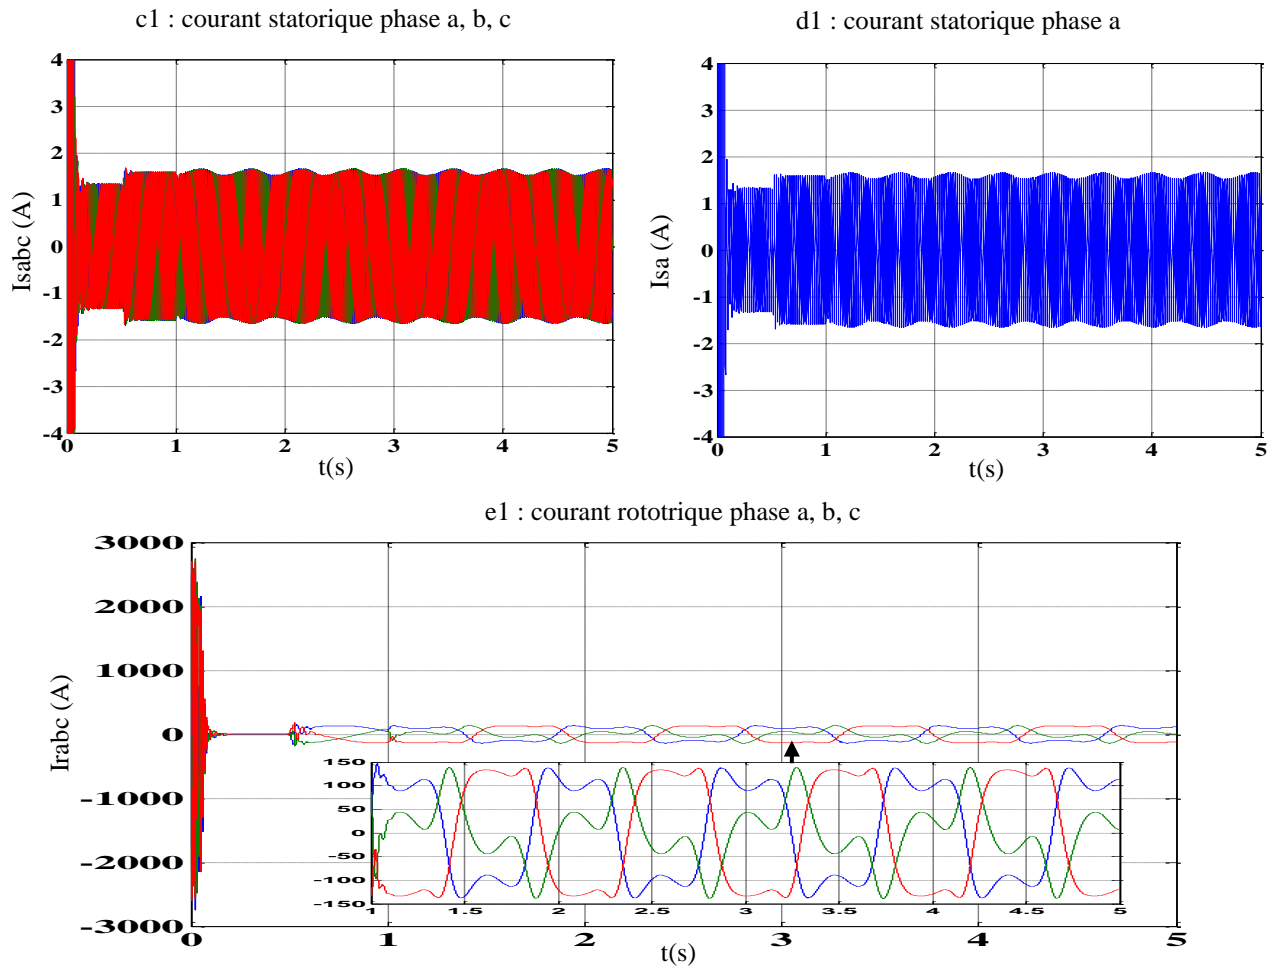 c1 : courant statorique phase a, b, c
d1 : courant statorique phase a
4
3
2
1
0
-1
-2
-3
-4
Isabc (A)
0 1 2 3 4 5
t(s)
4
3
2
1
0
-1
-2
-3
-4
Isa (A)
0 1 2 3 4 5
t(s)
e1 : courant rototrique phase a, b, c
3000
2000
1000
0
-1000
-2000
-3000
Irabc (A)
150
100
50
0
-50
-100
-150
1 1.5 2 2.5 3 3.5 4 4.5 5
0 1 2 3 4 5
t(s)